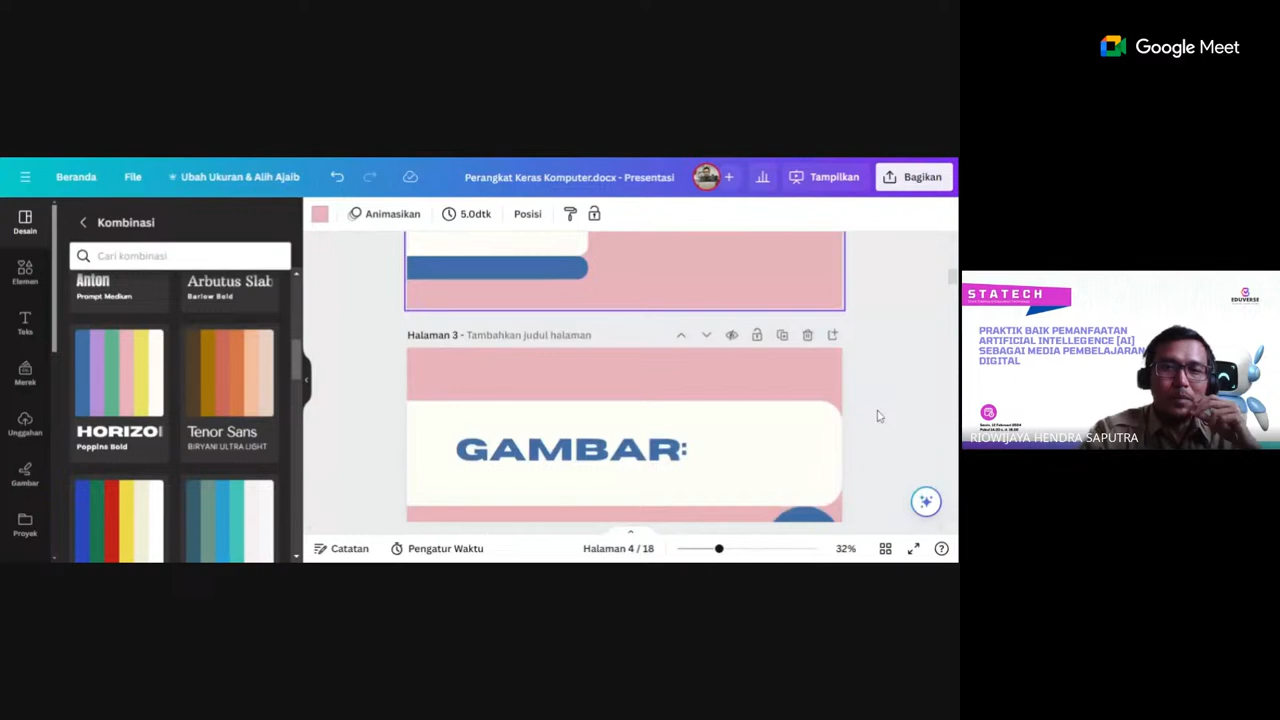 Google Meet
Beranda
File
Ubah Ukuran & Alih Ajaib
Perangkat Keras Komputer.docx - Presentasi
Tampilkan
Bagikan
Desain
Elemen
Teks
Merek
Unggahan
Gambar
Proyek
Kombinasi
Cari kombinasi
Anton
Prompt Medium
Arbutus Slab
Barlow Bold
HORIZO
Poppins Bold
Tenor Sans
BIRYANI ULTRA LIGHT
Animasikan
5.0dtk
Posisi
Halaman 3 - Tambahkan judul halaman
GAMBAR:
Catatan
Pengatur Waktu
Halaman 4 / 18
32%
STATECH
EDUVERSE
PRAKTIK BAIK PEMANFAATAN
ARTIFICIAL INTELLEGENCE [AI]
SEBAGAI MEDIA PEMBELAJARAN
DIGITAL
RIOWIJAYA HENDRA SAPUTRA